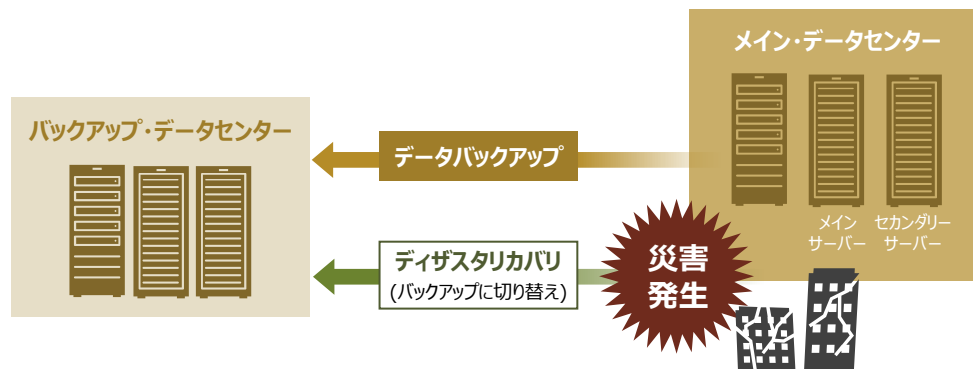 メイン・データセンター
バックアップ・データセンター
データバックアップ
メイン
サーバー
セカンダリー
サーバー
ディザスタリカバリ
(バックアップに切り替え)
災害
発生